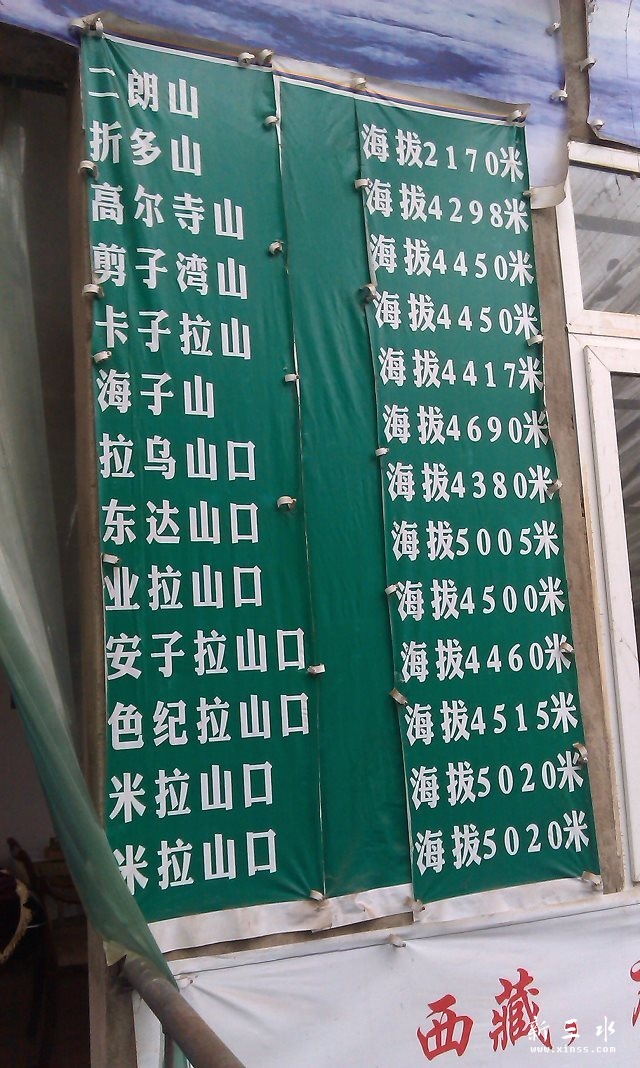 二朗山 海拔2170米
折多山 海拔4298米
高尔寺山 海拔4450米
剪子湾山 海拔4450米
卡子拉山 海拔4417米
海子山 海拔4690米
拉乌山口 海拔4380米
东达山口 海拔5005米
业拉山口 海拔4500米
安子拉山口 海拔4460米
色纪拉山口 海拔4515米
米拉山口 海拔5020米
米拉山口 海拔5020米
西藏,
新三水
www.xinss.com